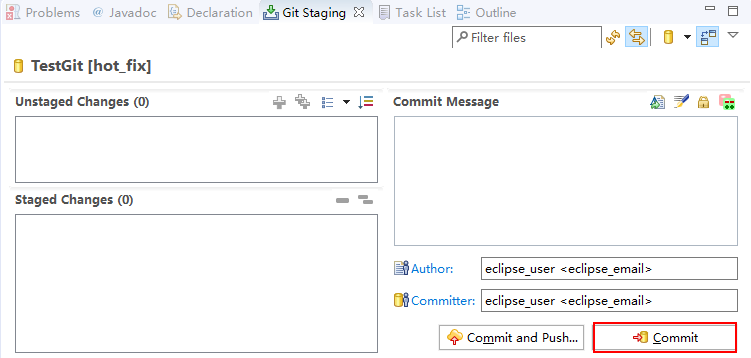 Problems @ Javadoc Declaration Git Staging Task List Outline
Filter files
TestGit [hot_fix]
Unstaged Changes (0)
Commit Message
Staged Changes (0)
Author: eclipse_user <eclipse_email>
Committer: eclipse_user <eclipse_email>
Commit and Push... Commit